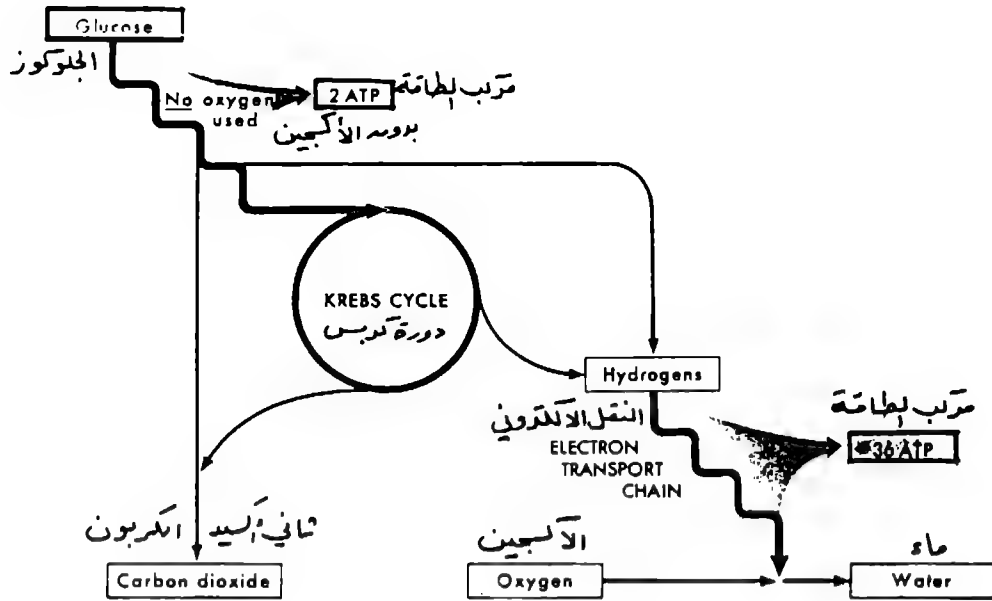 Glucose
الجلوكوز
No oxygen
used
2 ATP
مركب الطاقة
بدون الأكسجين
KREBS CYCLE
دورة كربس
Hydrogens
النقل الالكتروني
ELECTRON
TRANSPORT
CHAIN
مركب الطاقة
36 ATP
ثاني أكسيد الكربون
Carbon dioxide
الأكسجين
Oxygen
ماء
Water